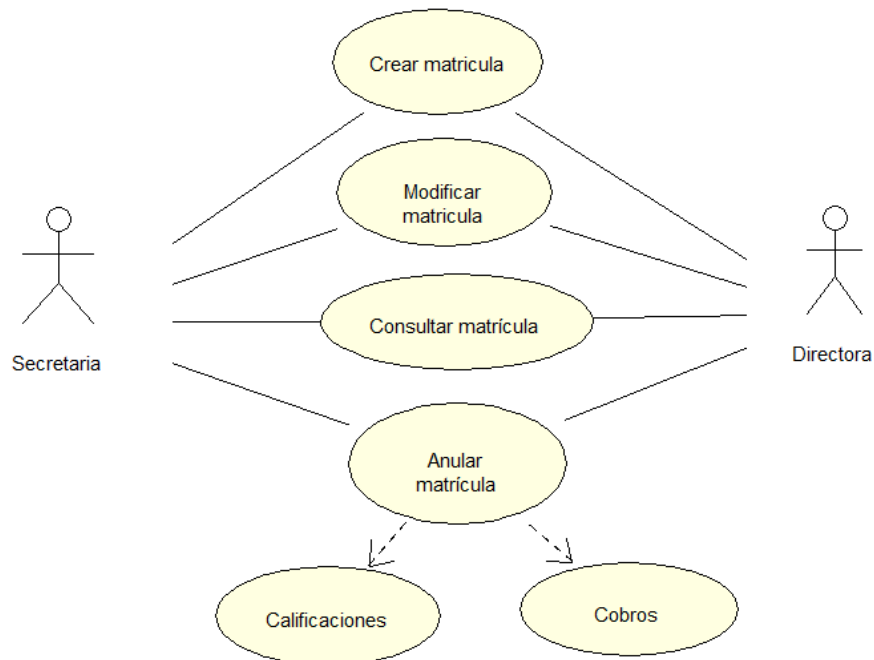 Crear matricula
Modificar
matricula
Consultar matrícula
Secretaria
Directora
Anular
matrícula
Calificaciones
Cobros